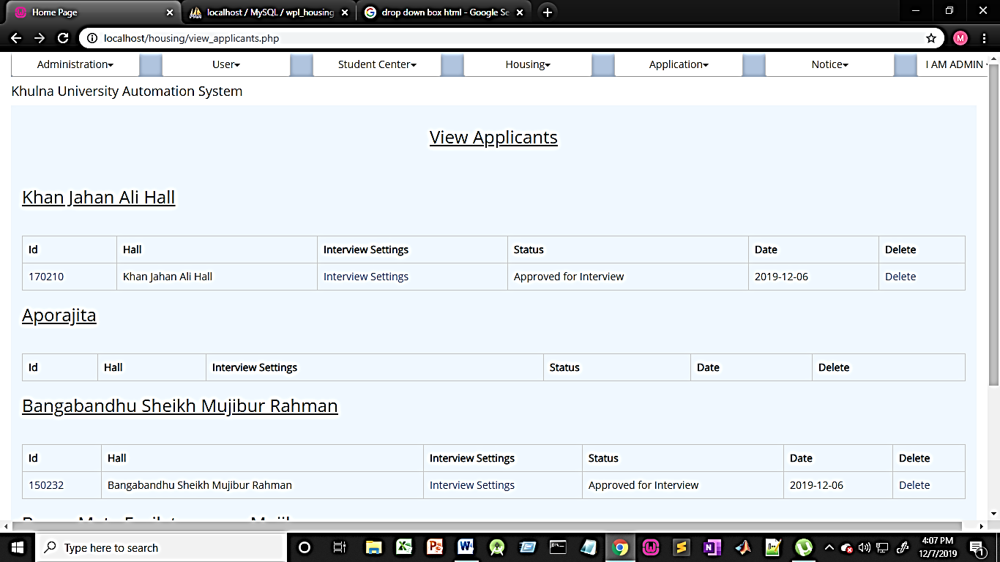 Home Page
localhost / MySQL / wpl_housing
drop down box html - Google Se
localhost/housing/view_applicants.php
M
Administration User Student Center Housing Application Notice I AM ADMIN
Khulna University Automation System
View Applicants
Khan Jahan Ali Hall
Id Hall Interview Settings Status Date Delete
170210 Khan Jahan Ali Hall Interview Settings Approved for Interview 2019-12-06 Delete
Aporajita
Id Hall Interview Settings Status Date Delete
Bangabandhu Sheikh Mujibur Rahman
Id Hall Interview Settings Status Date Delete
150232 Bangabandhu Sheikh Mujibur Rahman Interview Settings Approved for Interview 2019-12-06 Delete
Type here to search
4:07 PM
12/7/2019
1